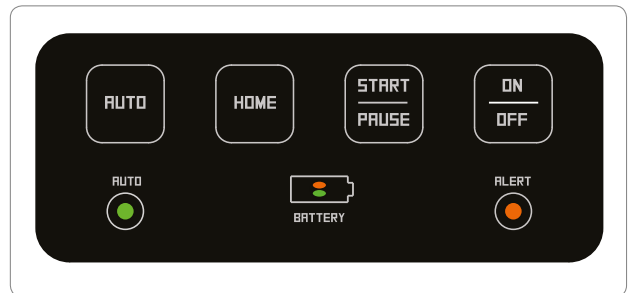 AUTO
HOME
START
PAUSE
ON
OFF
AUTO
BATTERY
ALERT